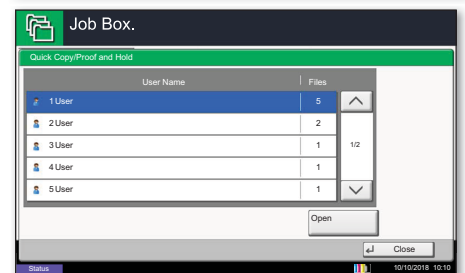 Job Box.
Quick Copy/Proof and Hold
User Name Files
1 User 5
2 User 2
3 User 1 1/2
4 User 1
5 User 1
Open
Close
Status 10/10/2018 10:10